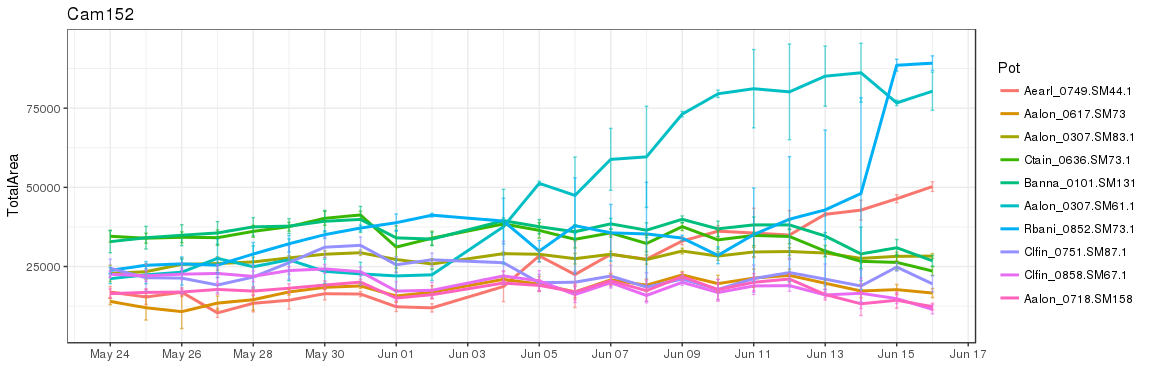 Cam152
TotalArea
75000
50000
25000
May 24 May 26 May 28 May 30 Jun 01 Jun 03 Jun 05 Jun 07 Jun 09 Jun 11 Jun 13 Jun 15 Jun 17
Pot
Aearl_0749.SM44.1
Aalon_0617.SM73
Aalon_0307.SM83.1
Ctain_0636.SM73.1
Banna_0101.SM131
Aalon_0307.SM61.1
Rbani_0852.SM73.1
Clfin_0751.SM87.1
Clfin_0858.SM67.1
Aalon_0718.SM158